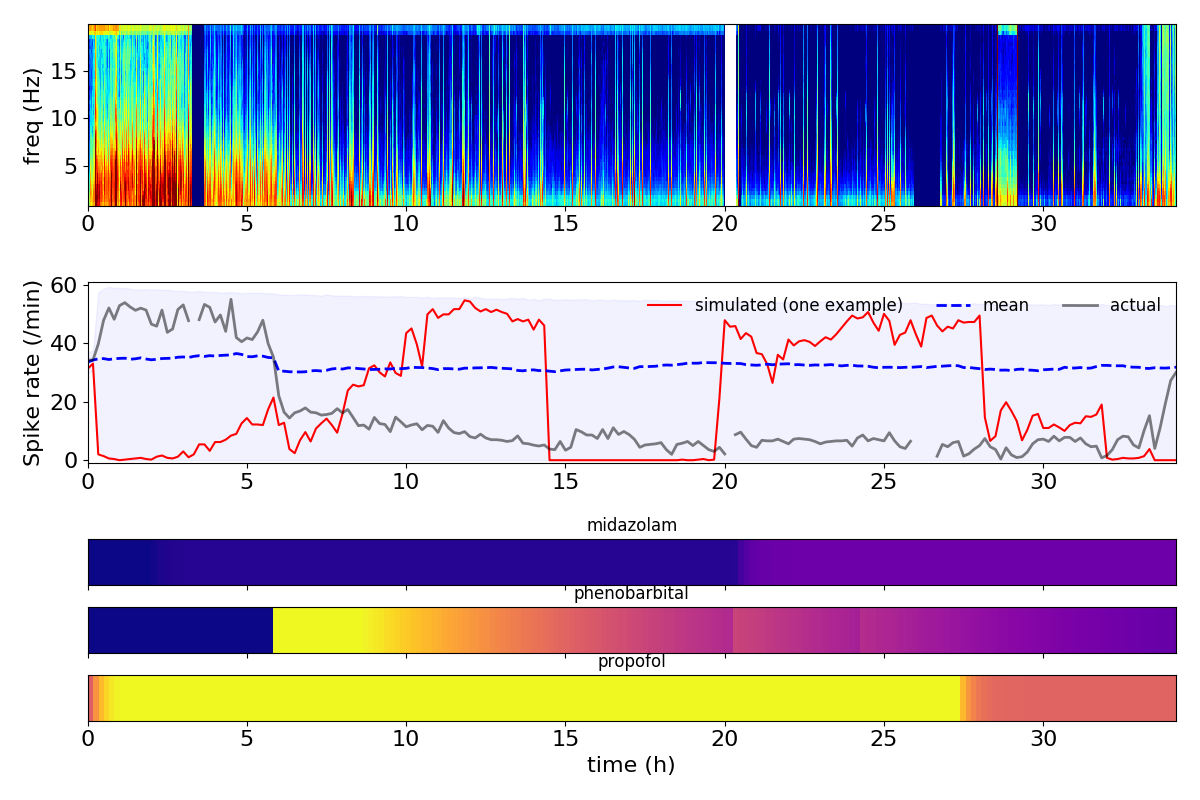 freq (Hz)
15
10
5
0 5 10 15 20 25 30
Spike rate (/min)
60
40
20
0
simulated (one example) mean actual
0 5 10 15 20 25 30
midazolam
phenobarbital
propofol
0 5 10 15 20 25 30
time (h)